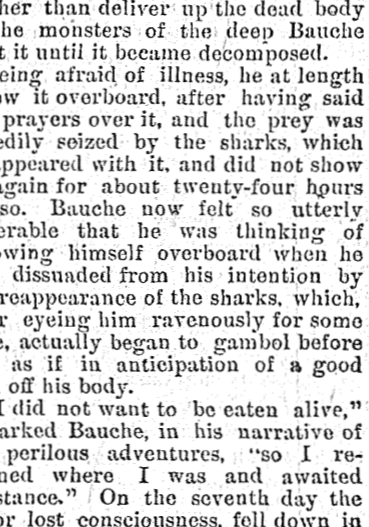 her than deliver up the dead body
he monsters of the deep Bauche
t it until it became decomposed.
eing afraid of illness, he at length
ow it overboard, after having said
prayers over it, and the prey was
edily seized by the sharks, which
appeared with it, and did not show
again for about twenty-four hours
so. Bauche now felt so utterly
erable that he was thinking of
owing himself overboard when he
dissuaded from his intention by
reappearance of the sharks, which,
r eyeing him ravenously for some
e, actually began to gambol before
as if in anticipation of a good
off his body.
I did not want to be eaten alive,"
arked Bauche, in his narrative of
perilous adventures, "so I re-
ned where I was and awaited
stance." On the seventh day the
or lost consciousness, fell down in